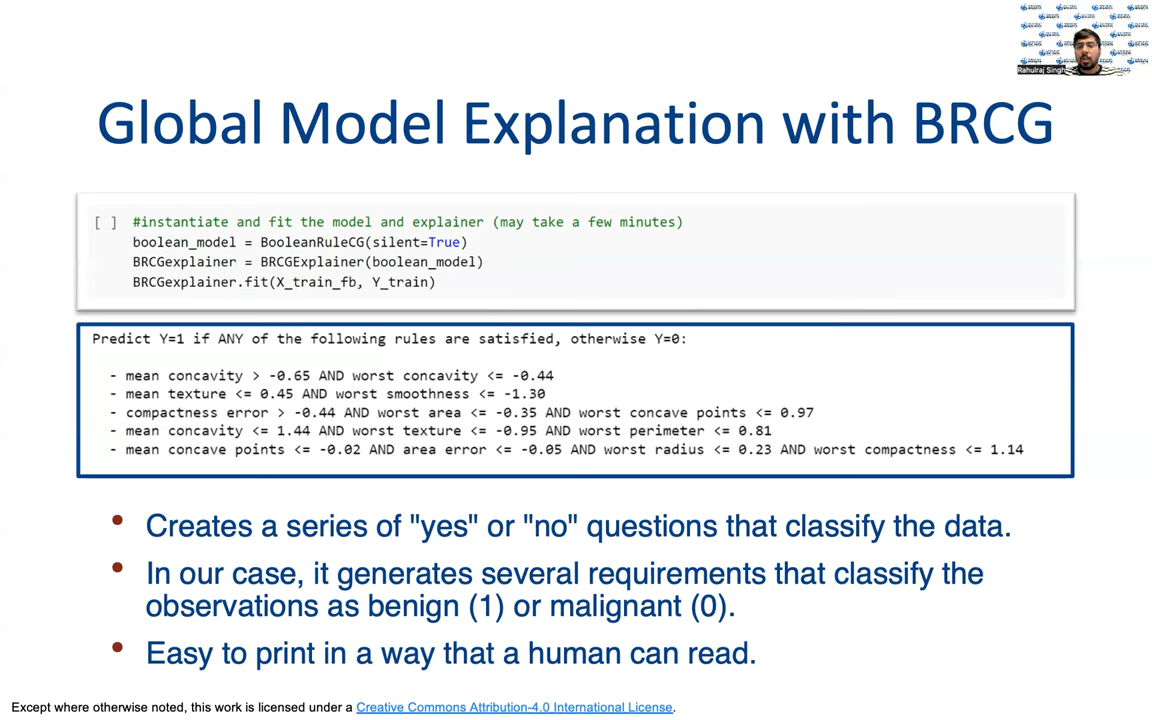 Rahulraj Singh
Global Model Explanation with BRCG
[ ] #instantiate and fit the model and explainer (may take a few minutes)
boolean_model = BooleanRuleCG(silent=True)
BRCGexplainer = BRCGExplainer(boolean_model)
BRCGexplainer.fit(X_train_fb, Y_train)
Predict Y=1 if ANY of the following rules are satisfied, otherwise Y=0:
- mean concavity > -0.65 AND worst concavity <= -0.44
- mean texture <= 0.45 AND worst smoothness <= -1.30
- compactness error > -0.44 AND worst area <= -0.35 AND worst concave points <= 0.97
- mean concavity <= 1.44 AND worst texture <= -0.95 AND worst perimeter <= 0.81
- mean concave points <= -0.02 AND area error <= -0.05 AND worst radius <= 0.23 AND worst compactness <= 1.14
• Creates a series of "yes" or "no" questions that classify the data.
• In our case, it generates several requirements that classify the
observations as benign (1) or malignant (0).
• Easy to print in a way that a human can read.
Except where otherwise noted, this work is licensed under a Creative Commons Attribution-4.0 International License.